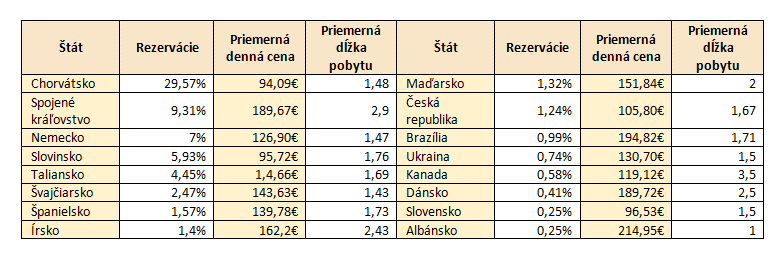 Štát Rezervácie Priemerná denná cena Priemerná dĺžka pobytu Štát Rezervácie Priemerná denná cena Priemerná dĺžka pobytu
Chorvátsko 29,57% 94,09€ 1,48 Maďarsko 1,32% 151,84€ 2
Spojené kráľovstvo 9,31% 189,67€ 2,9 Česká republika 1,24% 105,80€ 1,67
Nemecko 7% 126,90€ 1,47 Brazília 0,99% 194,82€ 1,71
Slovinsko 5,93% 95,72€ 1,76 Ukraina 0,74% 130,70€ 1,5
Taliansko 4,45% 1,4,66€ 1,69 Kanada 0,58% 119,12€ 3,5
Švajčiarsko 2,47% 143,63€ 1,43 Dánsko 0,41% 189,72€ 2,5
Španielsko 1,57% 139,78€ 1,73 Slovensko 0,25% 96,53€ 1,5
Írsko 1,4% 162,2€ 2,43 Albánsko 0,25% 214,95€ 1